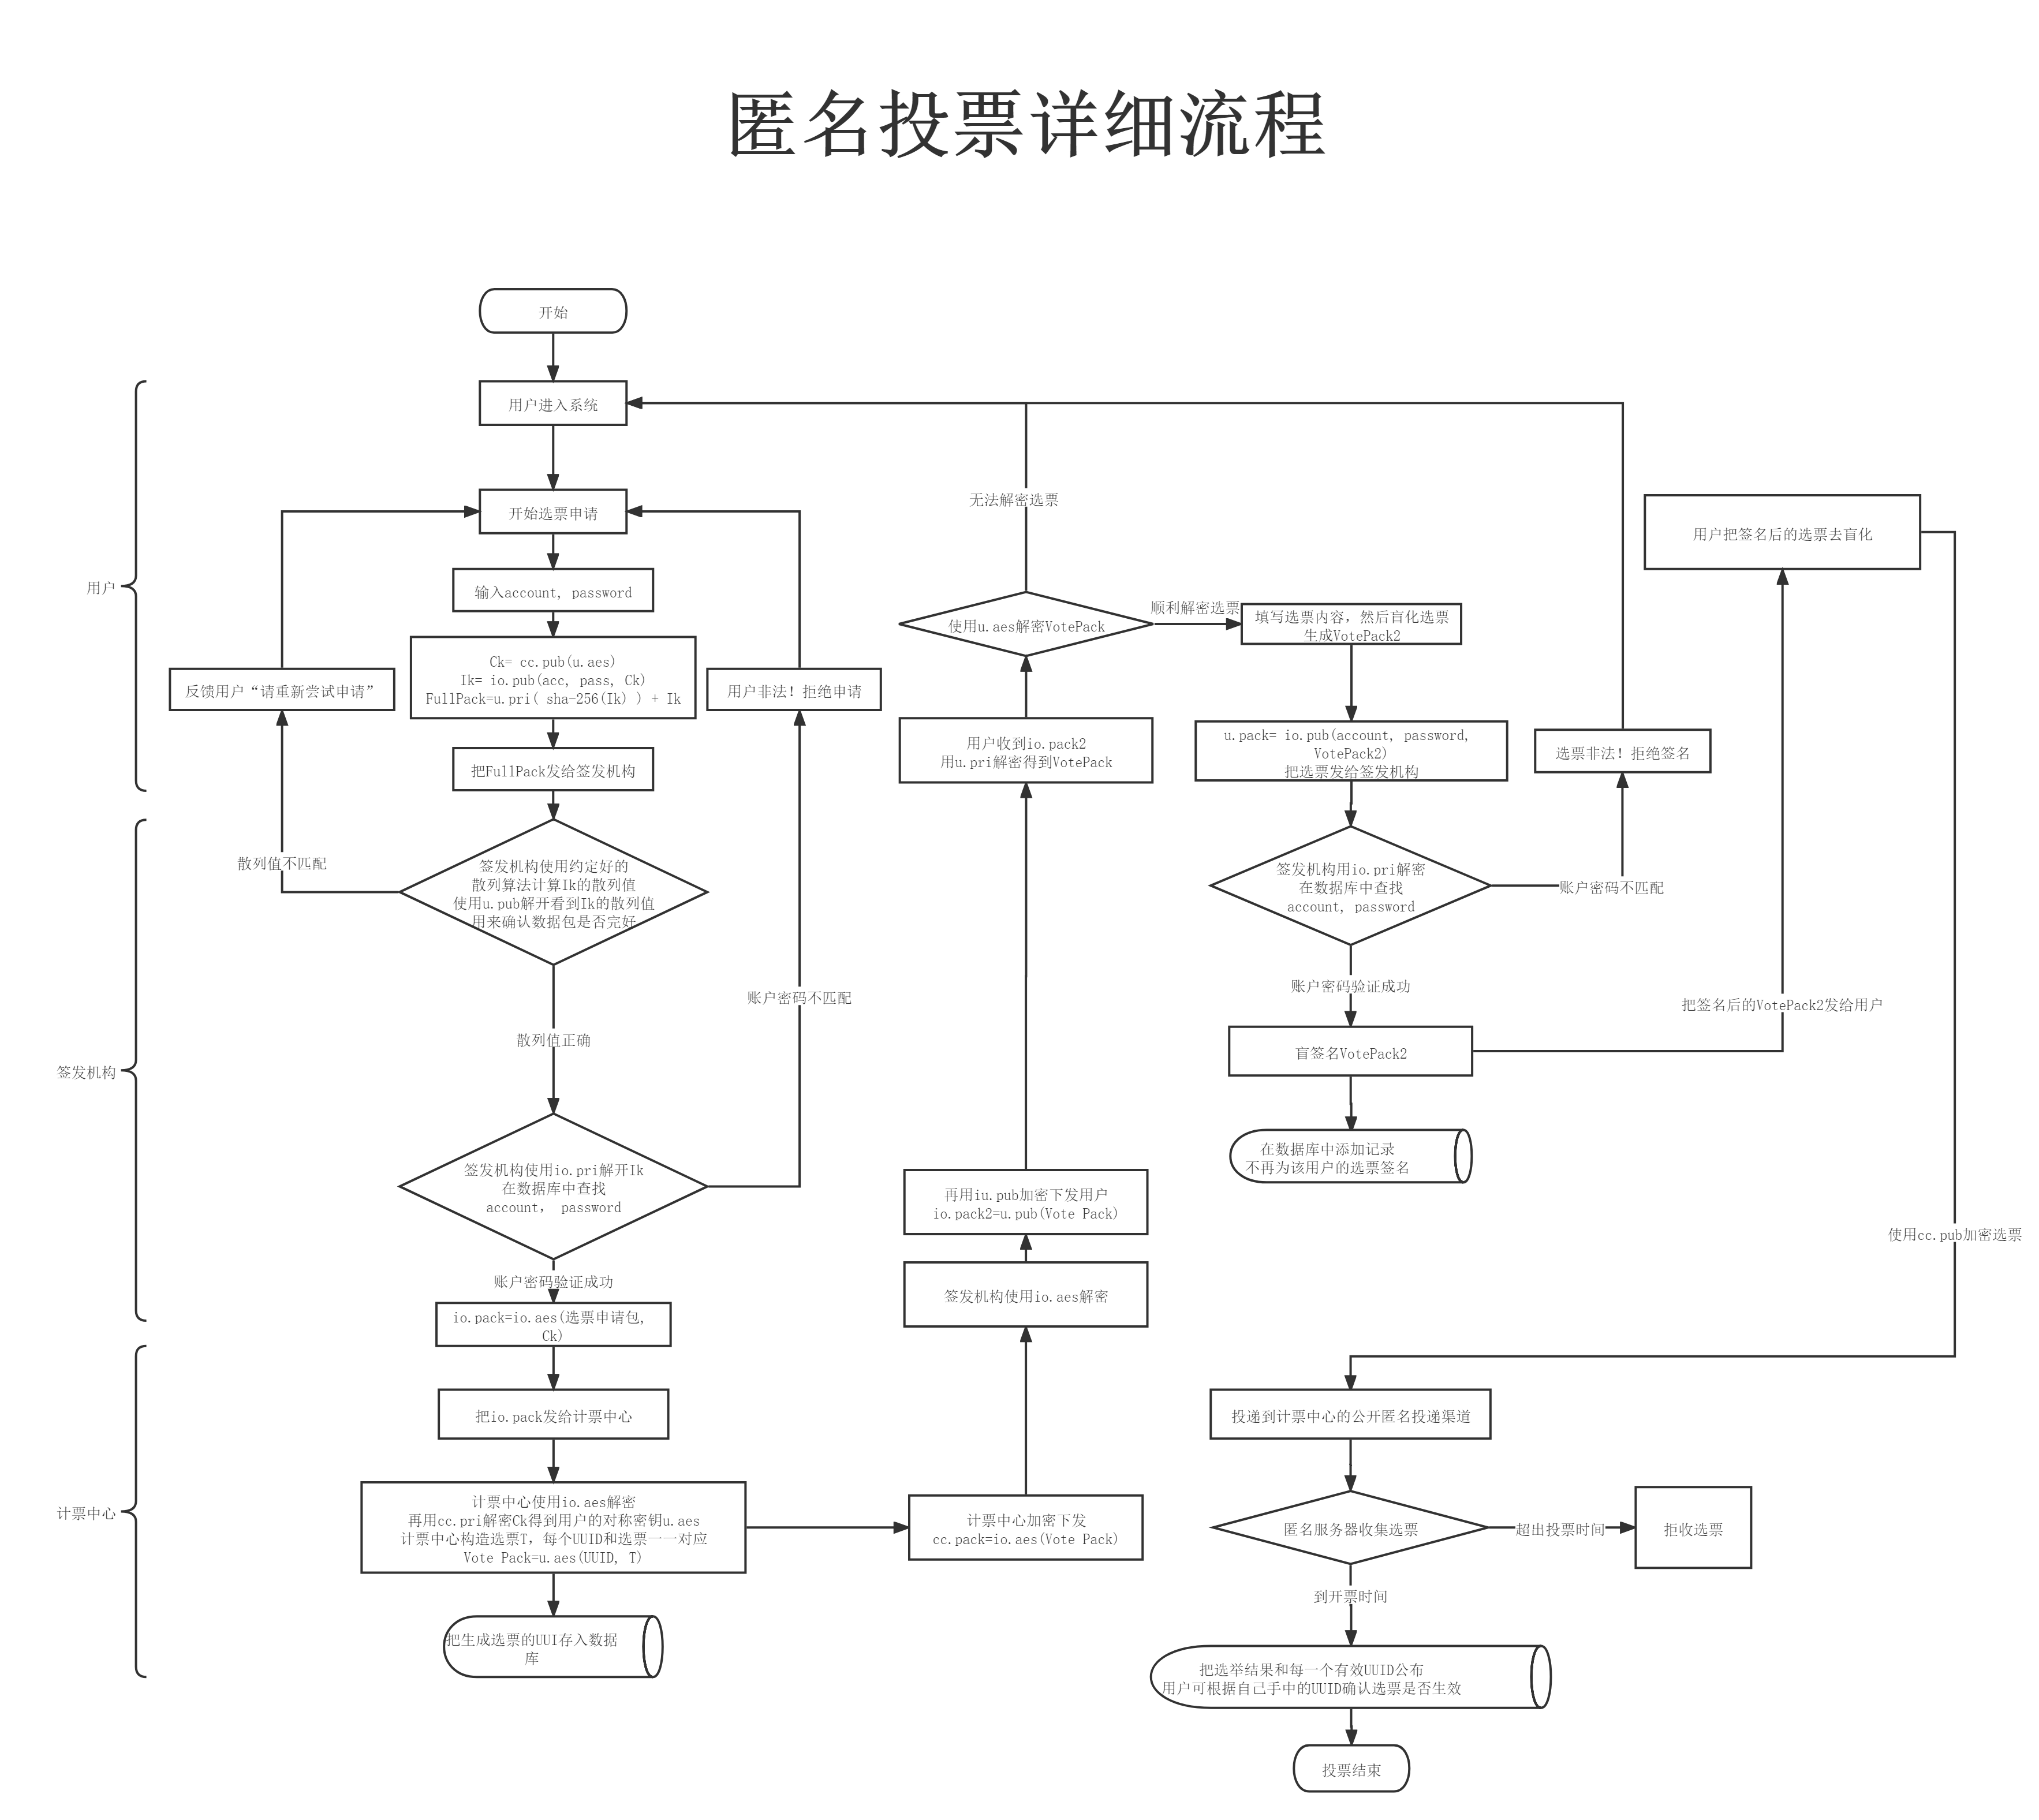 匿名投票详细流程
开始
用户进入系统
开始选票申请
输入account, password
Ck= cc.pub(u.aes)
Ik= io.pub(acc, pass, Ck)
FullPack=u.pri( sha-256(Ik) ) + Ik
反馈用户“请重新尝试申请”
用户非法！拒绝申请
把FullPack发给签发机构
用户
签发机构使用约定好的
散列算法计算Ik的散列值
使用u.pub解开看到Ik的散列值
用来确认数据包是否完好
散列值不匹配
散列值正确
账户密码不匹配
签发机构
签发机构使用io.pri解开Ik
在数据库中查找
account， password
账户密码验证成功
io.pack=io.aes(选票申请包,
Ck)
把io.pack发给计票中心
计票中心
计票中心使用io.aes解密
再用cc.pri解密Ck得到用户的对称密钥u.aes
计票中心构造选票T，每个UUID和选票一一对应
Vote Pack=u.aes(UUID, T)
把生成选票的UUI存入数据
库
计票中心加密下发
cc.pack=io.aes(Vote Pack)
签发机构使用io.aes解密
再用iu.pub加密下发用户
io.pack2=u.pub(Vote Pack)
用户收到io.pack2
用u.pri解密得到VotePack
使用u.aes解密VotePack
无法解密选票
顺利解密选票
填写选票内容，然后盲化选票
生成VotePack2
u.pack= io.pub(account, password,
VotePack2)
把选票发给签发机构
签发机构用io.pri解密
在数据库中查找
account, password
账户密码不匹配
选票非法！拒绝签名
账户密码验证成功
盲签名VotePack2
在数据库中添加记录
不再为该用户的选票签名
把签名后的VotePack2发给用户
用户把签名后的选票去盲化
使用cc.pub加密选票
投递到计票中心的公开匿名投递渠道
匿名服务器收集选票
超出投票时间
拒收选票
到开票时间
把选举结果和每一个有效UUID公布
用户可根据自己手中的UUID确认选票是否生效
投票结束